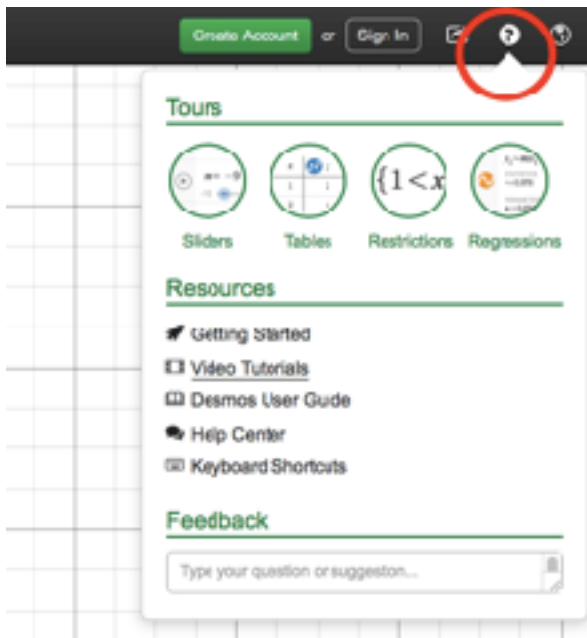 Create Account or Sign In ?
Tours
{1<x
Sliders Tables Restrictions Regressions
Resources
Getting Started
Video Tutorials
Desmos User Guide
Help Center
Keyboard Shortcuts
Feedback
Type your question or suggeston...